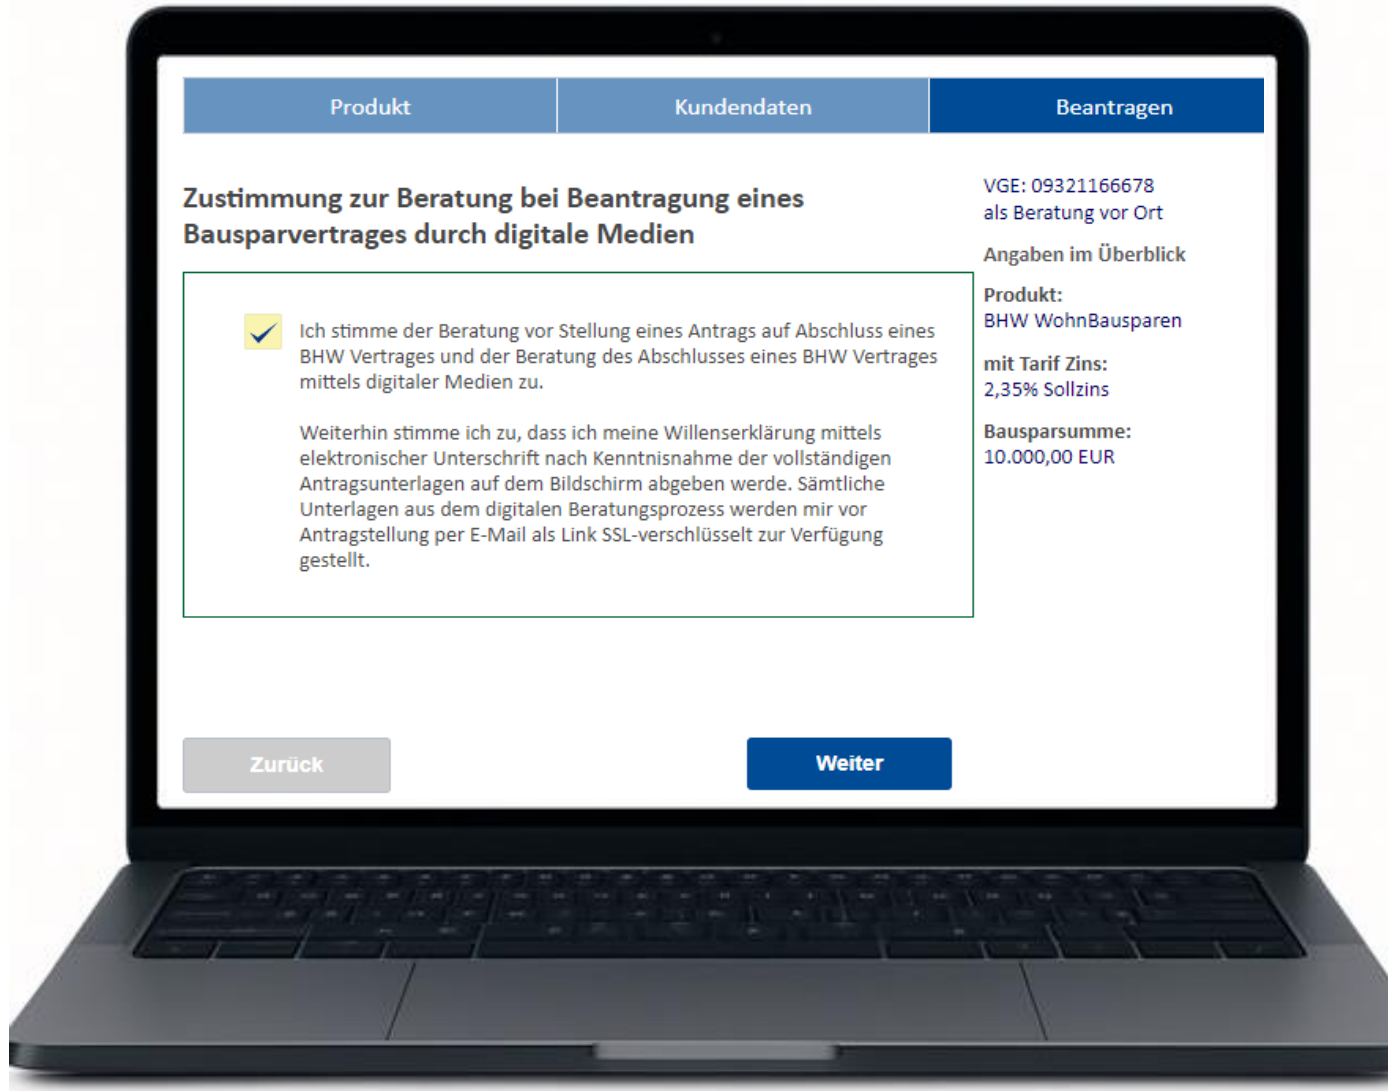 Produkt
Kundendaten
Beantragen
Zustimmung zur Beratung bei Beantragung eines
Bausparvertrages durch digitale Medien
Ich stimme der Beratung vor Stellung eines Antrags auf Abschluss eines
BHW Vertrages und der Beratung des Abschlusses eines BHW Vertrages
mittels digitaler Medien zu.
Weiterhin stimme ich zu, dass ich meine Willenserklärung mittels
elektronischer Unterschrift nach Kenntnisnahme der vollständigen
Antragsunterlagen auf dem Bildschirm abgeben werde. Sämtliche
Unterlagen aus dem digitalen Beratungsprozess werden mir vor
Antragstellung per E-Mail als Link SSL-verschlüsselt zur Verfügung
gestellt.
VGE: 09321166678
als Beratung vor Ort
Angaben im Überblick
Produkt:
BHW WohnBausparen
mit Tarif Zins:
2,35% Sollzins
Bausparsumme:
10.000,00 EUR
Zurück
Weiter